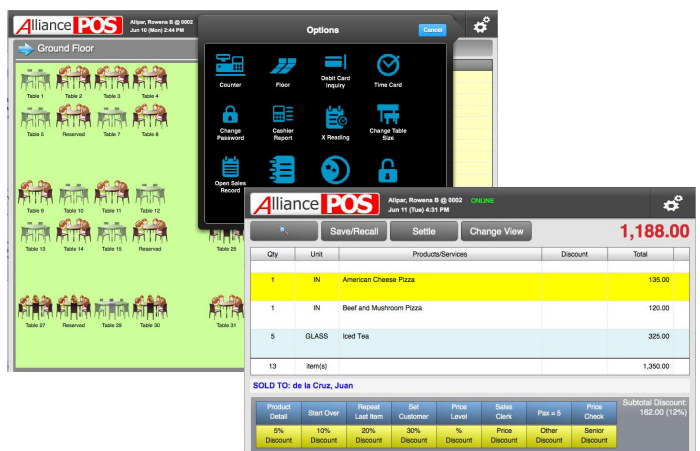 Alliance POS
Alipar, Rowena B @ 0002
Jun 10 (Mon) 2:44 PM
Ground Floor
Table 1 Table 2 Table 3 Table 4
Table 5 Reserved Table 7 Table 8
Table 9 Table 10 Table 11 Table 12
Table 13 Table 14 Table 15 Reserved Table 25
Table 27 Reserved Table 29 Table 30 Table 31
Options
Cancel
Counter Floor Debit Card Time Card
Inquiry
Change Cashier X Reading Change Table
Password Report Size
Open Sales
Record
Alliance POS
Alipar, Rowena B @ 0002 ONLINE
Jun 11 (Tue) 4:31 PM
Save/Recall Settle Change View 1,188.00
Qty Unit Products/Services Discount Total
1 IN American Cheese Pizza 135.00
1 IN Beef and Mushroom Pizza 120.00
5 GLASS Iced Tea 325.00
13 item(s) 1,350.00
SOLD TO: de la Cruz, Juan
Product Start Over Repeat Set Price Sales Pax = 5 Price
Detail Last Item Customer Level Clerk Check
5% 10% 20% 30% % Price Other Senior
Discount Discount Discount Discount Discount Discount Discount Discount
Subtotal Discount:
162.00 (12%)